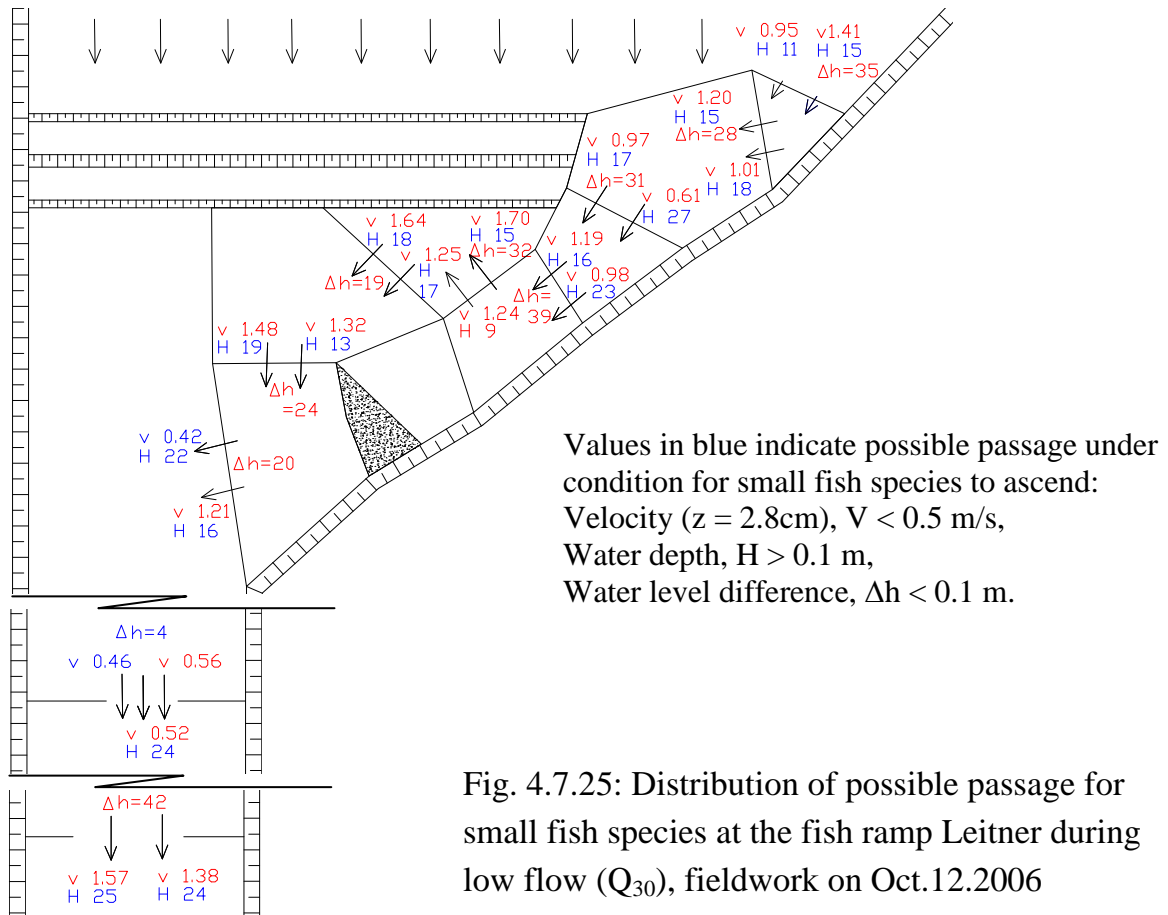 v 0.95 v1.41
H 11 H 15
Δh=35
v 1.20
H 15
Δh=28
v 0.97
H 17
Δh=31
v 1.01
H 18
v 0.61
H 27
v 1.64
H 18
v 1.70
H 15
Δh=32
v 1.19
H 16
v 1.25
H
17
Δh=19
v 0.98
H 23
Δh=
39
v 1.24
H 9
v 1.48
H 19
v 1.32
H 13
Δh
=24
v 0.42
H 22
Δh=20
v 1.21
H 16
Values in blue indicate possible passage under
condition for small fish species to ascend:
Velocity (z = 2.8cm), V < 0.5 m/s,
Water depth, H > 0.1 m,
Water level difference, Δh < 0.1 m.
Δh=4
v 0.46 v 0.56
v 0.52
H 24
Δh=42
v 1.57 v 1.38
H 25 H 24
Fig. 4.7.25: Distribution of possible passage for
small fish species at the fish ramp Leitner during
low flow (Q₃₀), fieldwork on Oct.12.2006